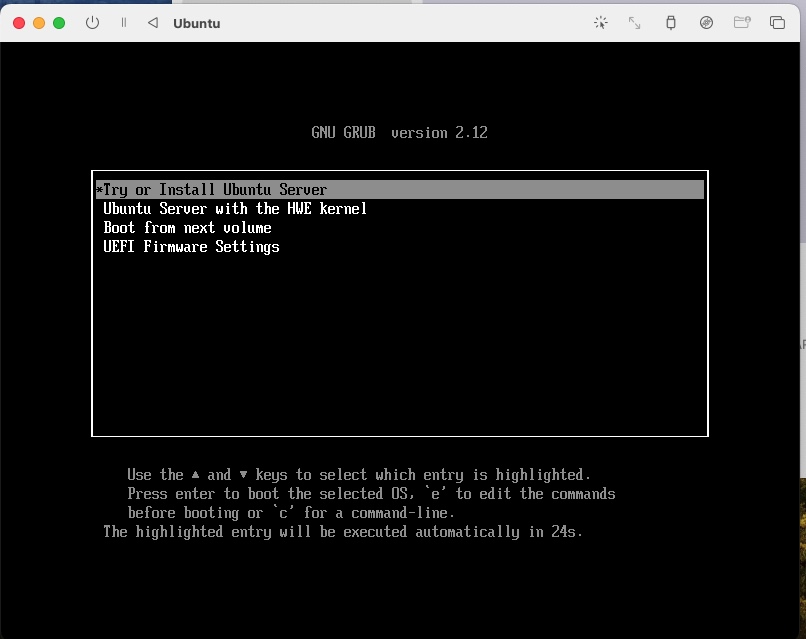 Ubuntu
GNU GRUB version 2.12
*Try or Install Ubuntu Server
Ubuntu Server with the HWE kernel
Boot from next volume
UEFI Firmware Settings
Use the ▲ and ▼ keys to select which entry is highlighted.
Press enter to boot the selected OS, `e' to edit the commands
before booting or `c' for a command-line.
The highlighted entry will be executed automatically in 24s.